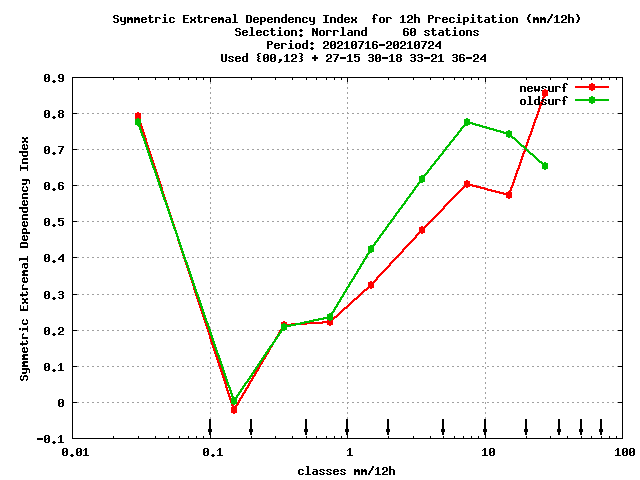 Symmetric Extremal Dependency Index  for 12h Precipitation (mm/12h)
Selection: Norrland     60 stations
Period: 20210716-20210724
Used {00,12} + 27-15 30-18 33-21 36-24
newsurf
oldsurf
Symmetric Extremal Dependency Index
0.9
0.8
0.7
0.6
0.5
0.4
0.3
0.2
0.1
0
-0.1
0.01
0.1
1
10
100
classes mm/12h